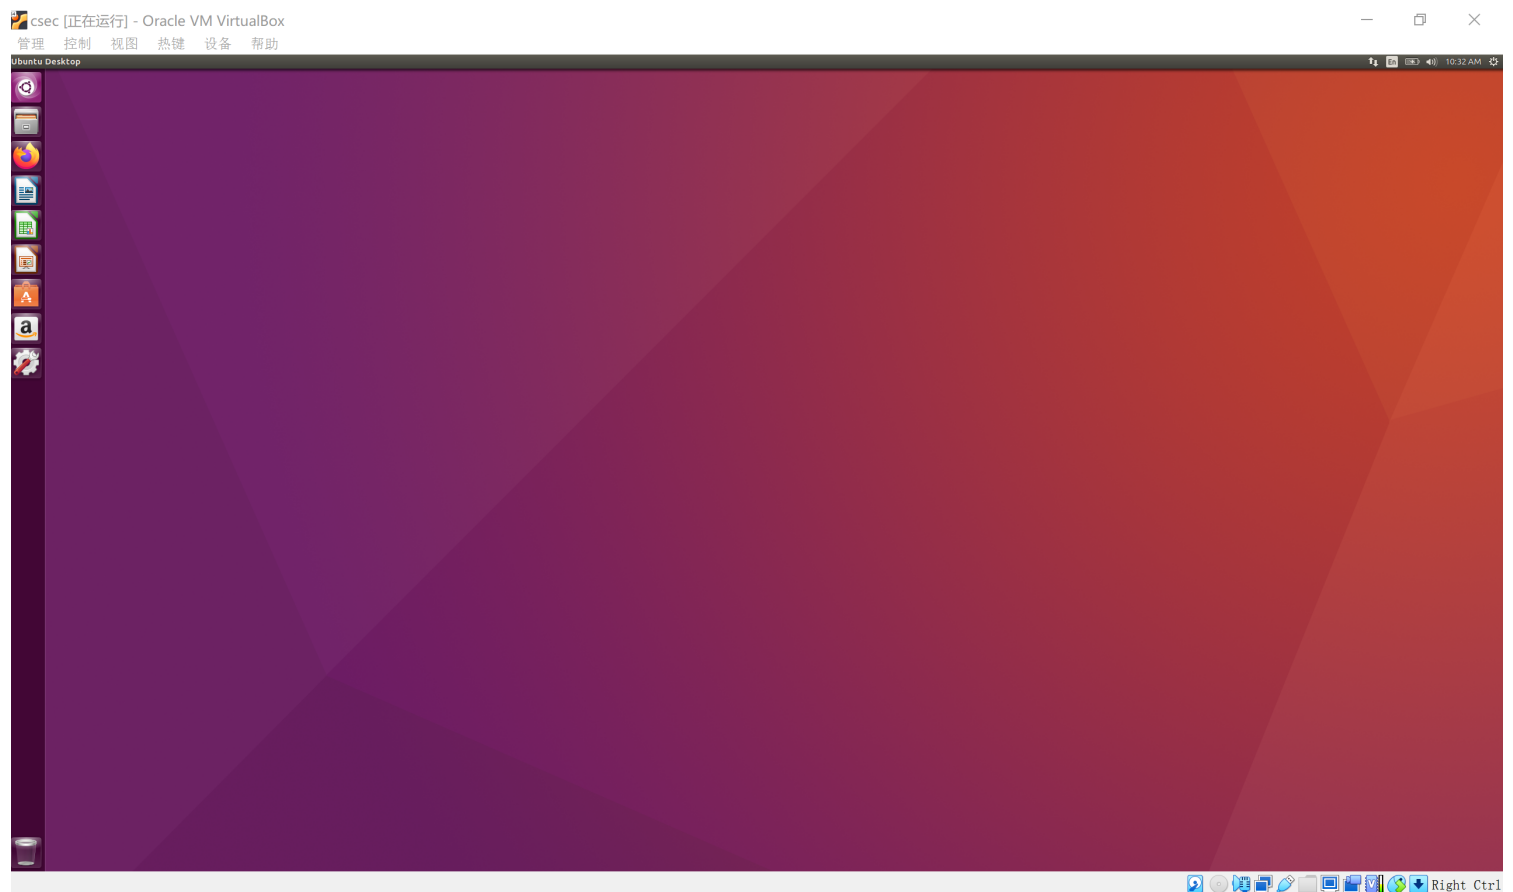 csec [正在运行] - Oracle VM VirtualBox
管理 控制 视图 热键 设备 帮助
Ubuntu Desktop En 10:32 AM
Right Ctrl